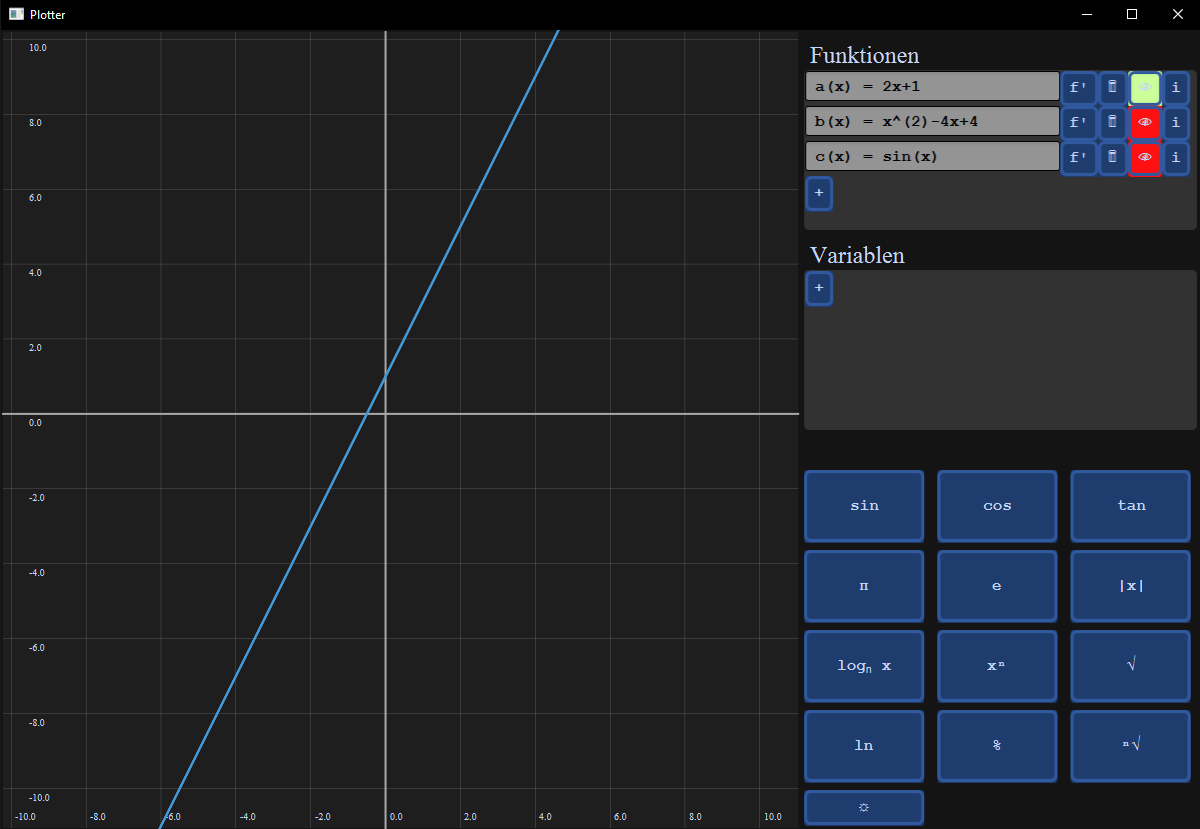 Plotter
Funktionen
a(x) = 2x+1 f' i
b(x) = x^(2)-4x+4 f' i
c(x) = sin(x) f' i
+
Variablen
+
sin cos tan
π e |x|
logₙ x xⁿ √
ln % ⁿ√
☼
10.0
8.0
6.0
4.0
2.0
0.0
-2.0
-4.0
-6.0
-8.0
-10.0
-10.0 -8.0 -6.0 -4.0 -2.0 0.0 2.0 4.0 6.0 8.0 10.0